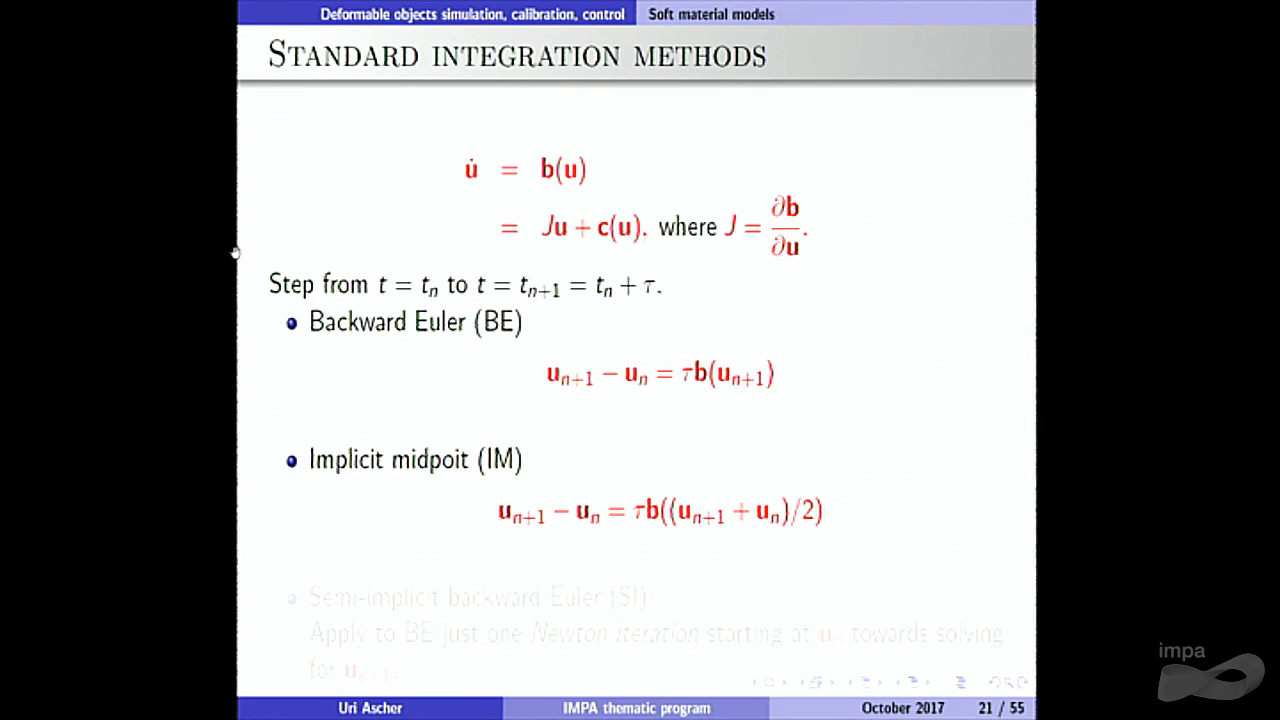 Deformable objects simulation, calibration, control Soft material models
STANDARD INTEGRATION METHODS
u̇ = b(u)
= Ju + c(u). where J = ∂b/∂u.
Step from t = tₙ to t = tₙ₊₁ = tₙ + τ.
Backward Euler (BE)
uₙ₊₁ − uₙ = τb(uₙ₊₁)
Implicit midpoit (IM)
uₙ₊₁ − uₙ = τb((uₙ₊₁ + uₙ)/2)
Semi-implicit backward Euler (SI)
Apply to BE just one Newton iteration starting at uₙ towards solving
for uₙ₊₁.
impa
Uri Ascher IMPA thematic program October 2017 21 / 55